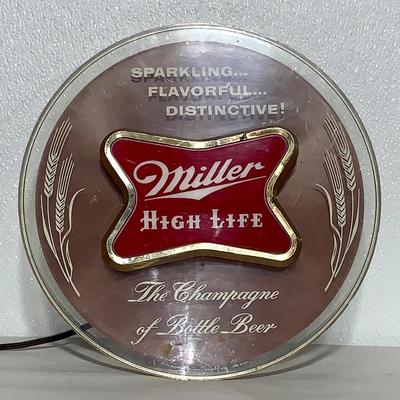 SPARKLING...
FLAVORFUL...
DISTINCTIVE!
Miller
HIGH LIFE
The Champagne
of Bottle Beer